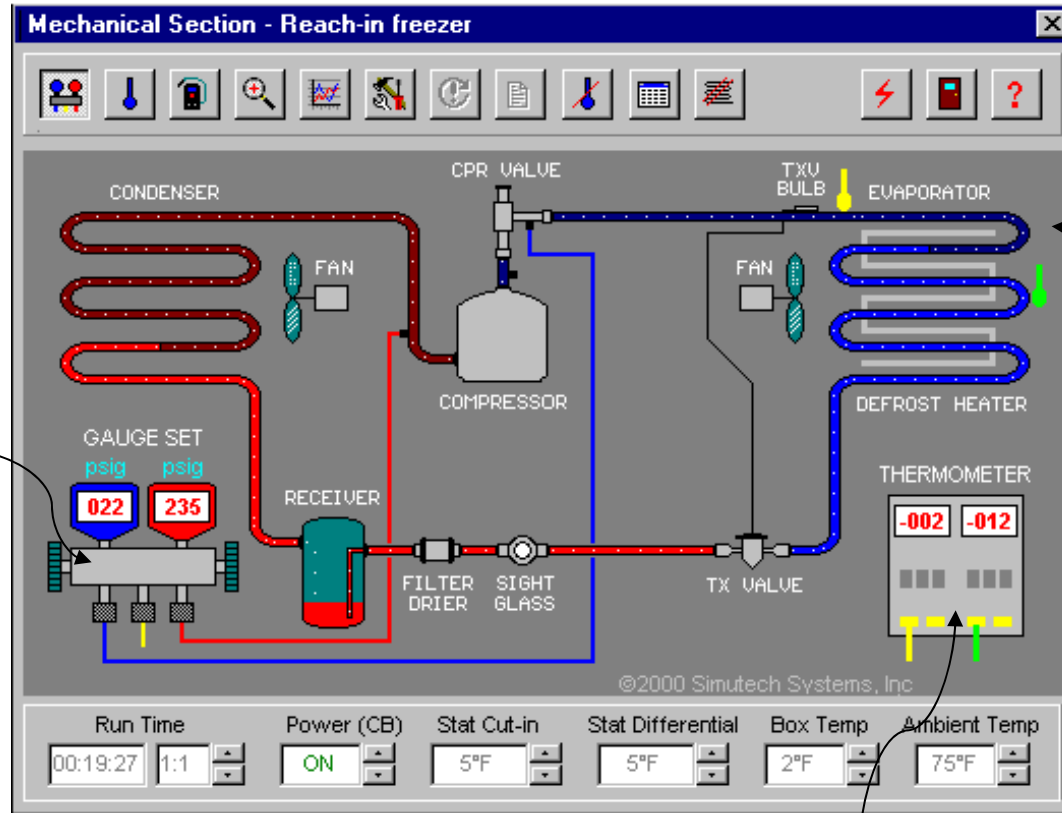 Mechanical Section - Reach-in freezer
?
CPR VALVE
TXV
BULB
CONDENSER
EVAPORATOR
FAN
FAN
COMPRESSOR
DEFROST HEATER
GAUGE SET
psig psig
022 235
RECEIVER
THERMOMETER
-002 -012
FILTER
DRIER
SIGHT
GLASS
TX VALVE
©2000 Simutech Systems, Inc
Run Time Power (CB) Stat Cut-in Stat Differential Box Temp Ambient Temp
00:19:27 1:1 ON 5°F 5°F 2°F 75°F